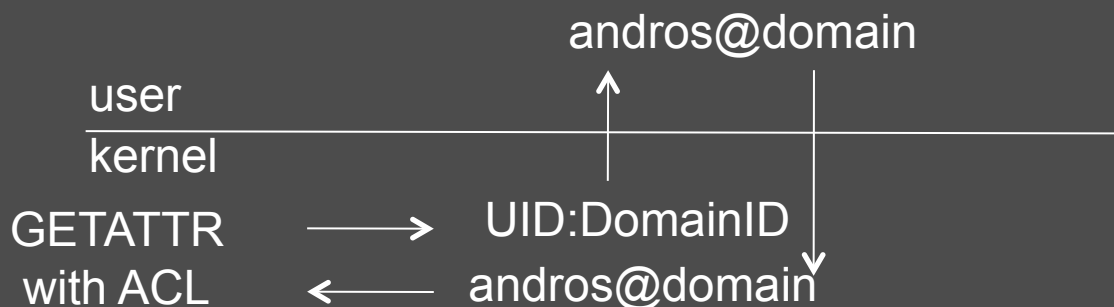 andros@domain
user
kernel
GETATTR
UID:DomainID
with ACL
andros@domain